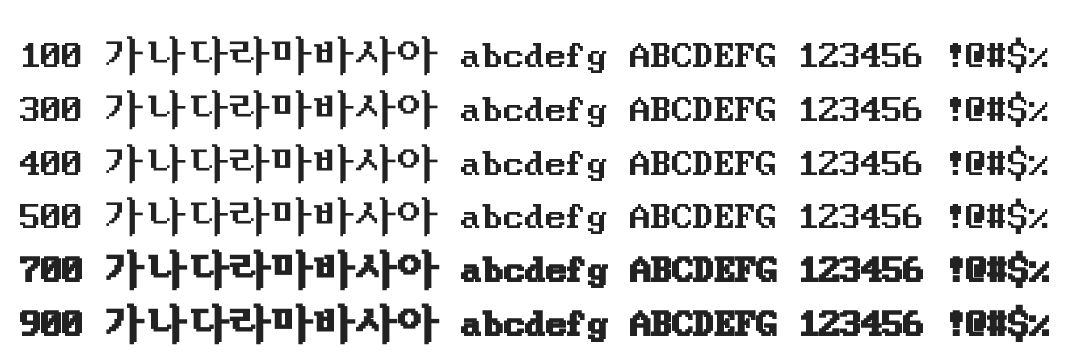 100 가나다라마바사아 abcdefg ABCDEFG 123456 !@#$%
300 가나다라마바사아 abcdefg ABCDEFG 123456 !@#$%
400 가나다라마바사아 abcdefg ABCDEFG 123456 !@#$%
500 가나다라마바사아 abcdefg ABCDEFG 123456 !@#$%
700 가나다라마바사아 abcdefg ABCDEFG 123456 !@#$%
900 가나다라마바사아 abcdefg ABCDEFG 123456 !@#$%